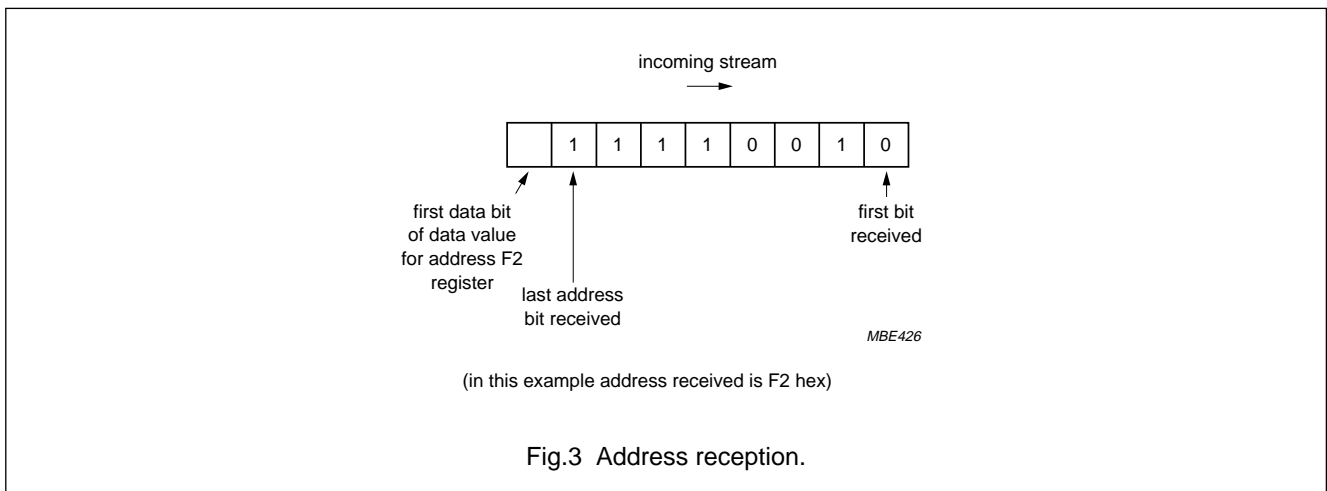 incoming stream
1 1 1 1 0 0 1 0
first data bit
of data value
for address F2
register
last address
bit received
first bit
received
MBE426
(in this example address received is F2 hex)
Fig.3 Address reception.